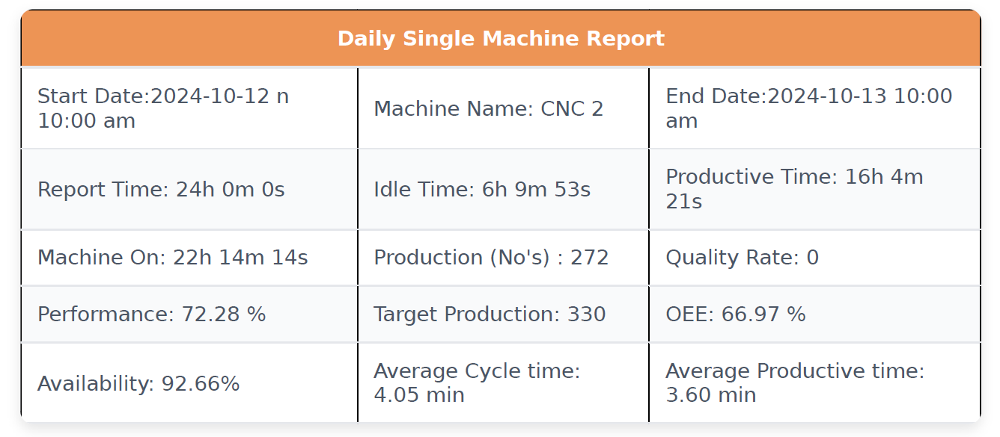 Daily Single Machine Report
Start Date:2024-10-12 n
10:00 am
Machine Name: CNC 2
End Date:2024-10-13 10:00
am
Report Time: 24h 0m 0s
Idle Time: 6h 9m 53s
Productive Time: 16h 4m
21s
Machine On: 22h 14m 14s
Production (No's) : 272
Quality Rate: 0
Performance: 72.28 %
Target Production: 330
OEE: 66.97 %
Availability: 92.66%
Average Cycle time:
4.05 min
Average Productive time:
3.60 min